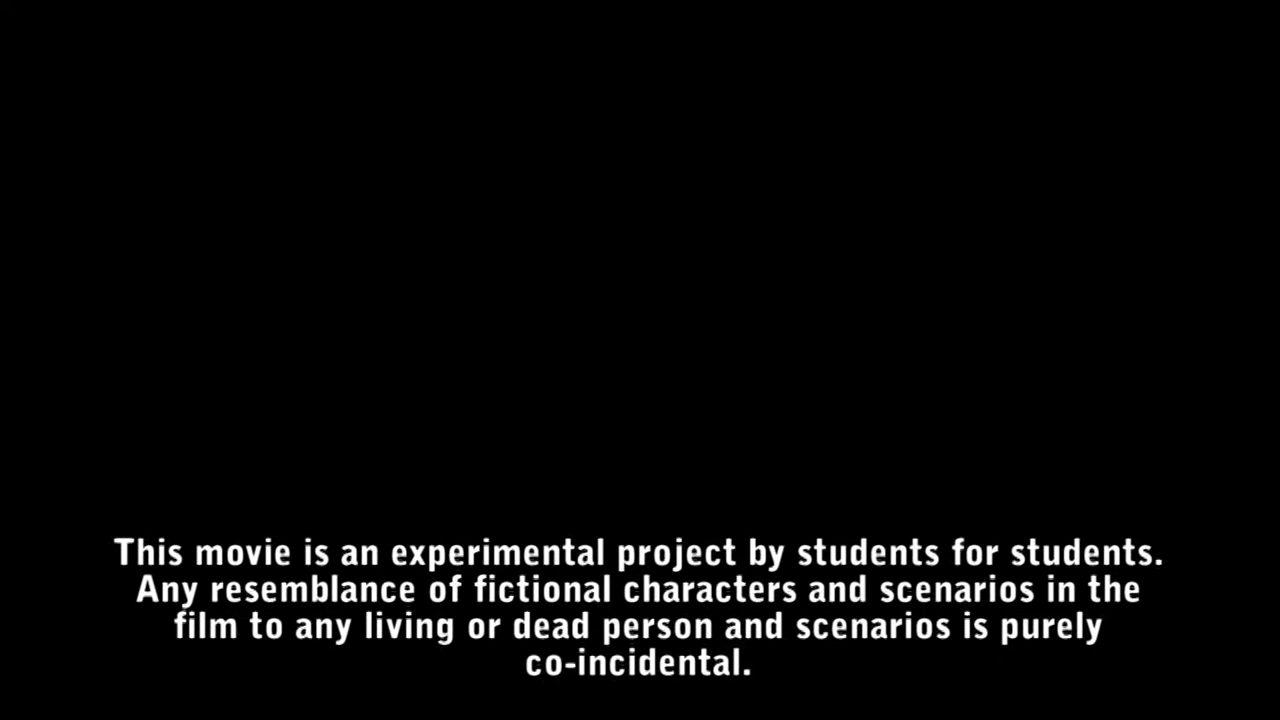 This movie is an experimental project by students for students.
Any resemblance of fictional characters and scenarios in the
film to any living or dead person and scenarios is purely
co-incidental.